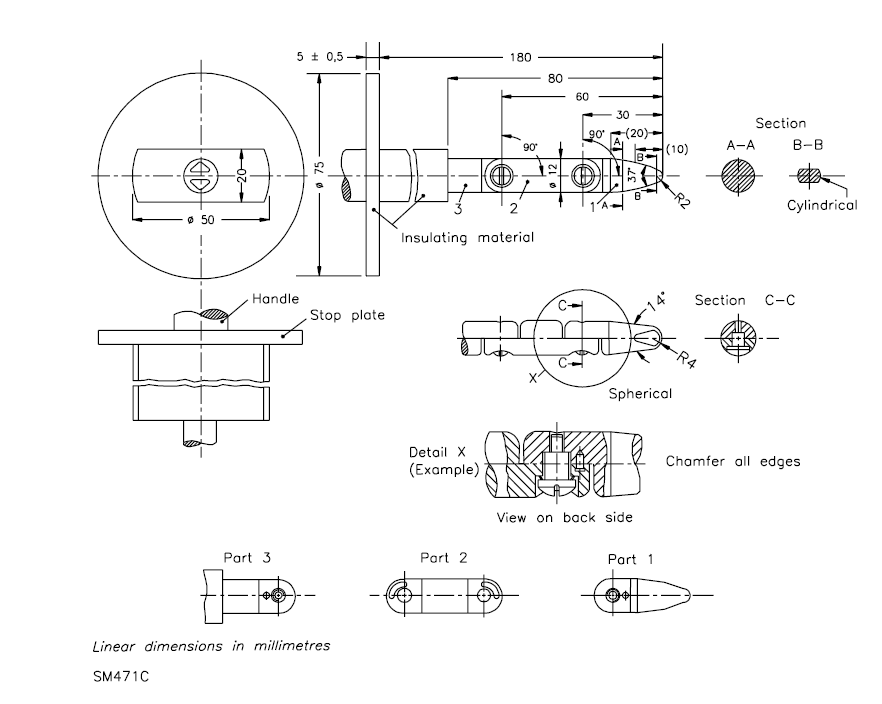 5 ± 0,5
180
80
60
30
(20)
(10)
90°
90°
A
B
ø 75
20
ø 50
ø 12
37°
3
2
1
A
B
R2
Section
A-A
B-B
Cylindrical
Insulating material
Handle
Stop plate
C
14°
Section C-C
C
R4
X
Spherical
Detail X
(Example)
Chamfer all edges
View on back side
Part 3
Part 2
Part 1
Linear dimensions in millimetres
SM471C